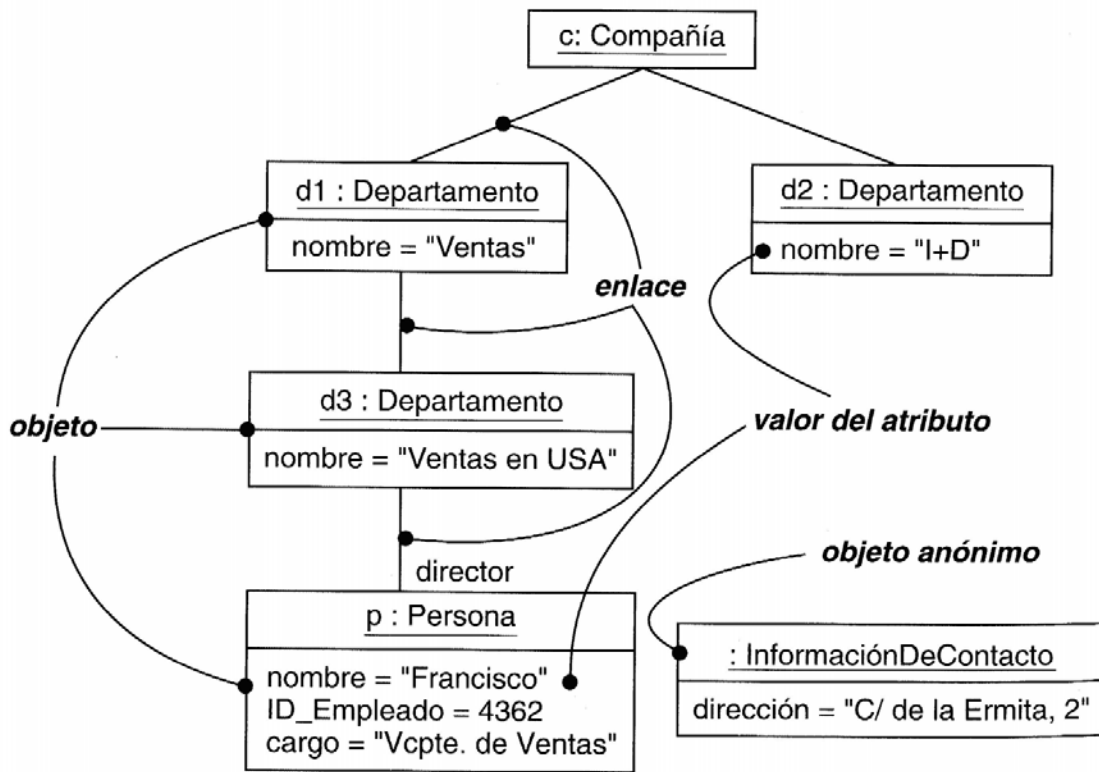 c: Compañía
d1 : Departamento
nombre = "Ventas"
d2 : Departamento
nombre = "I+D"
enlace
d3 : Departamento
nombre = "Ventas en USA"
objeto
valor del atributo
director
objeto anónimo
p : Persona
nombre = "Francisco"
ID_Empleado = 4362
cargo = "Vcpte. de Ventas"
: InformaciónDeContacto
dirección = "C/ de la Ermita, 2"